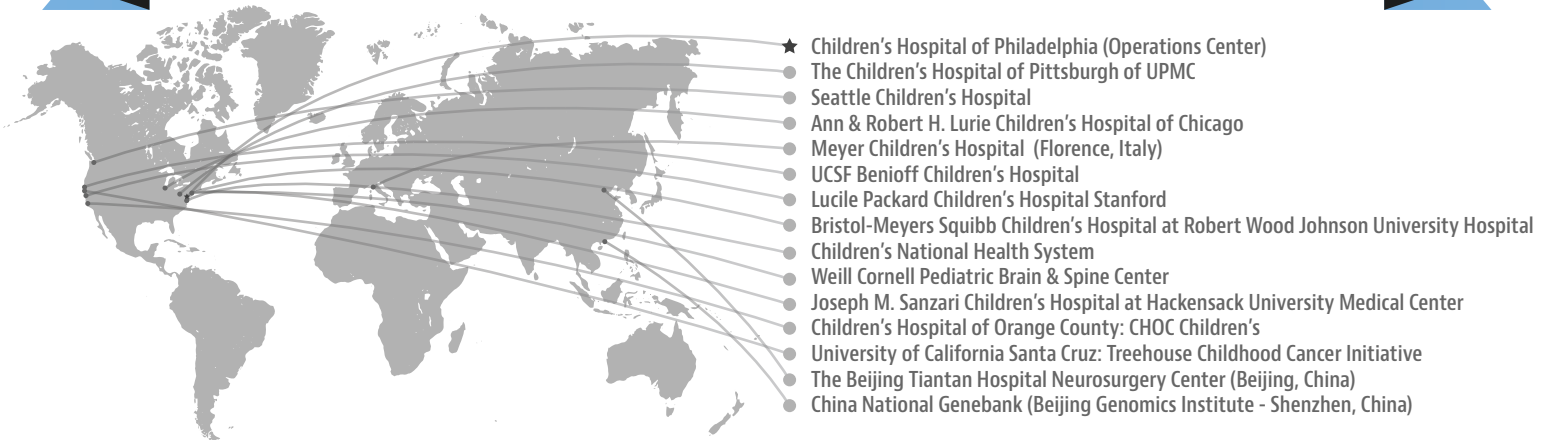 Children's Hospital of Philadelphia (Operations Center)
The Children's Hospital of Pittsburgh of UPMC
Seattle Children's Hospital
Ann & Robert H. Lurie Children's Hospital of Chicago
Meyer Children's Hospital (Florence, Italy)
UCSF Benioff Children's Hospital
Lucile Packard Children's Hospital Stanford
Bristol-Meyers Squibb Children's Hospital at Robert Wood Johnson University Hospital
Children's National Health System
Weill Cornell Pediatric Brain & Spine Center
Joseph M. Sanzari Children's Hospital at Hackensack University Medical Center
Children's Hospital of Orange County: CHOC Children's
University of California Santa Cruz: Treehouse Childhood Cancer Initiative
The Beijing Tiantan Hospital Neurosurgery Center (Beijing, China)
China National Genebank (Beijing Genomics Institute - Shenzhen, China)